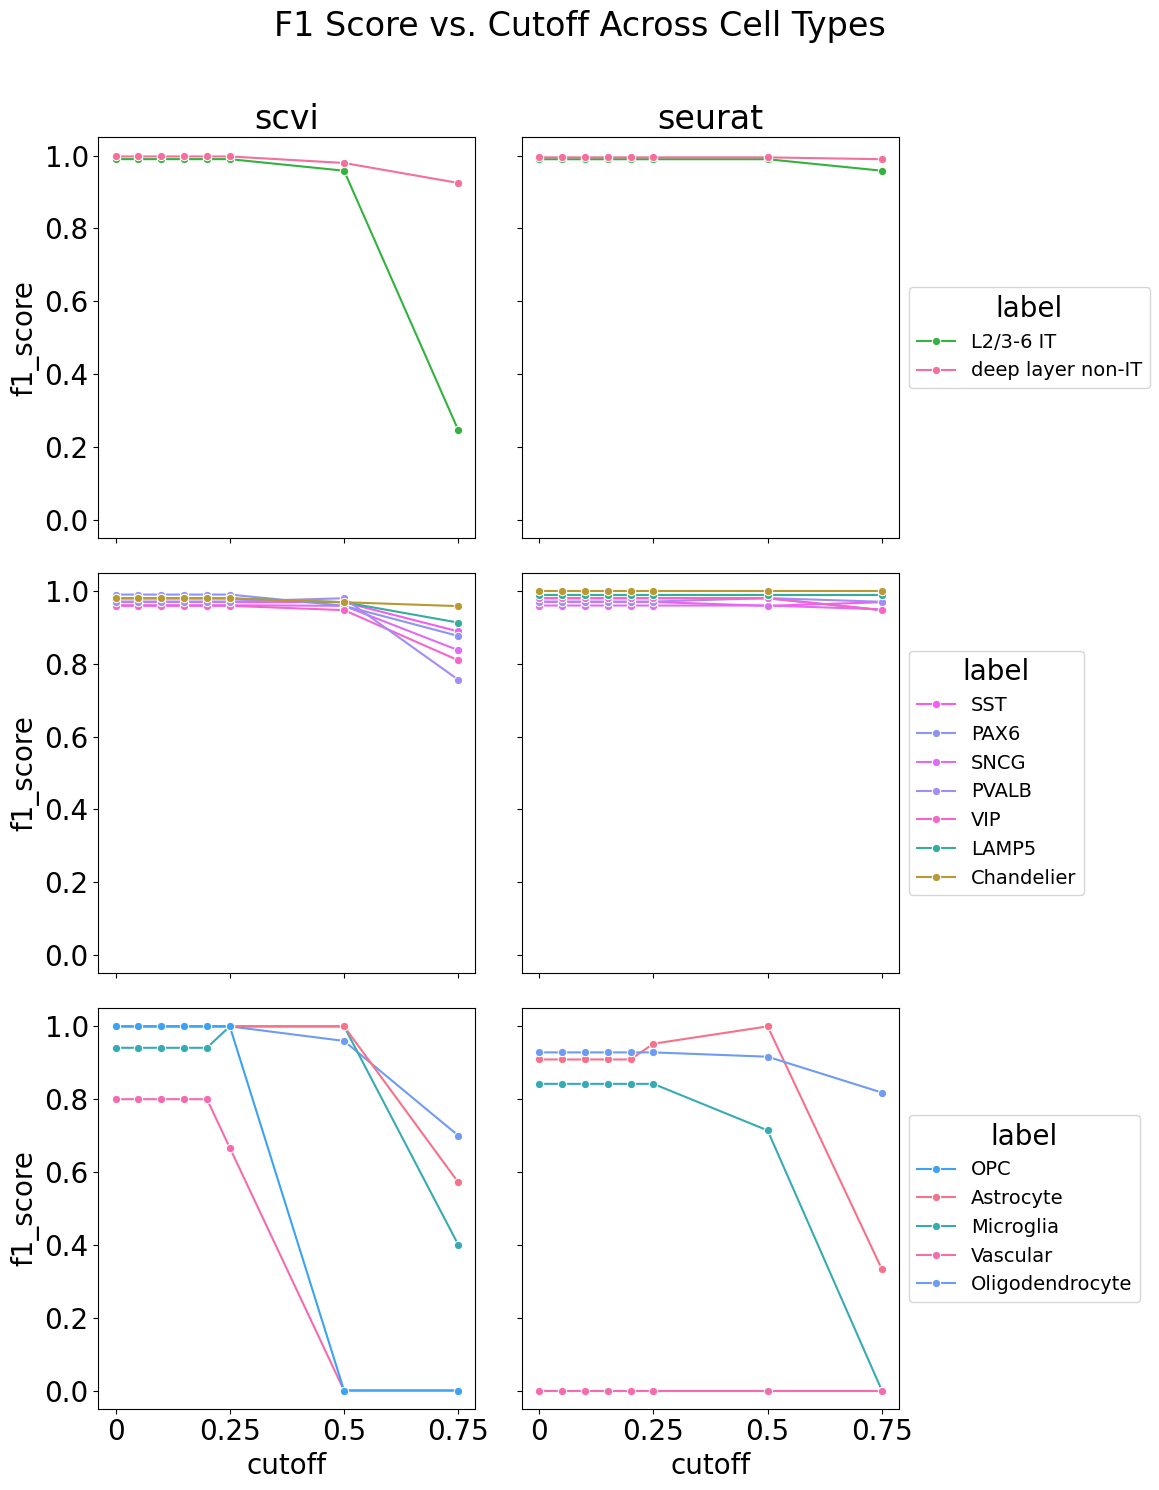 F1 Score vs. Cutoff Across Cell Types
scvi
seurat
1.0
0.8
0.6
0.4
0.2
0.0
f1_score
label
L2/3-6 IT
deep layer non-IT
1.0
0.8
0.6
0.4
0.2
0.0
f1_score
label
SST
PAX6
SNCG
PVALB
VIP
LAMP5
Chandelier
1.0
0.8
0.6
0.4
0.2
0.0
f1_score
label
OPC
Astrocyte
Microglia
Vascular
Oligodendrocyte
0 0.25 0.5 0.75
cutoff
0 0.25 0.5 0.75
cutoff